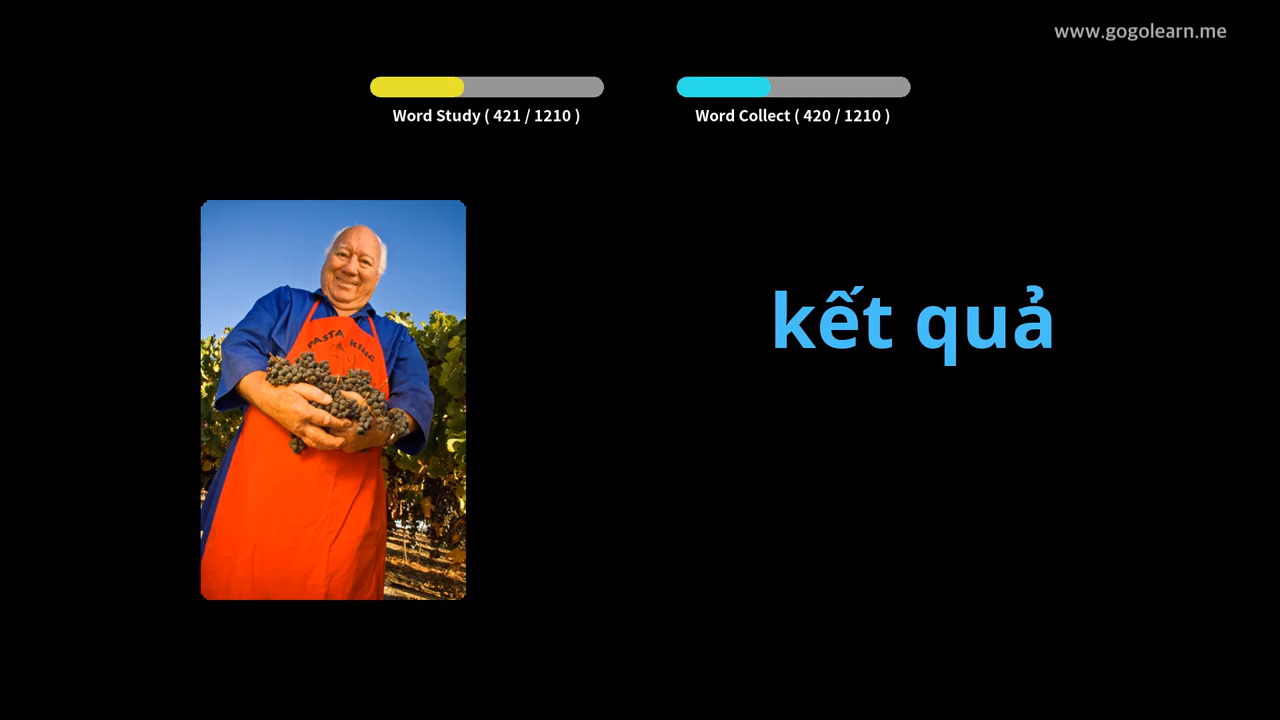 www.gogolearn.me
Word Study ( 421 / 1210 )
Word Collect ( 420 / 1210 )
PASTA KING
kết quả